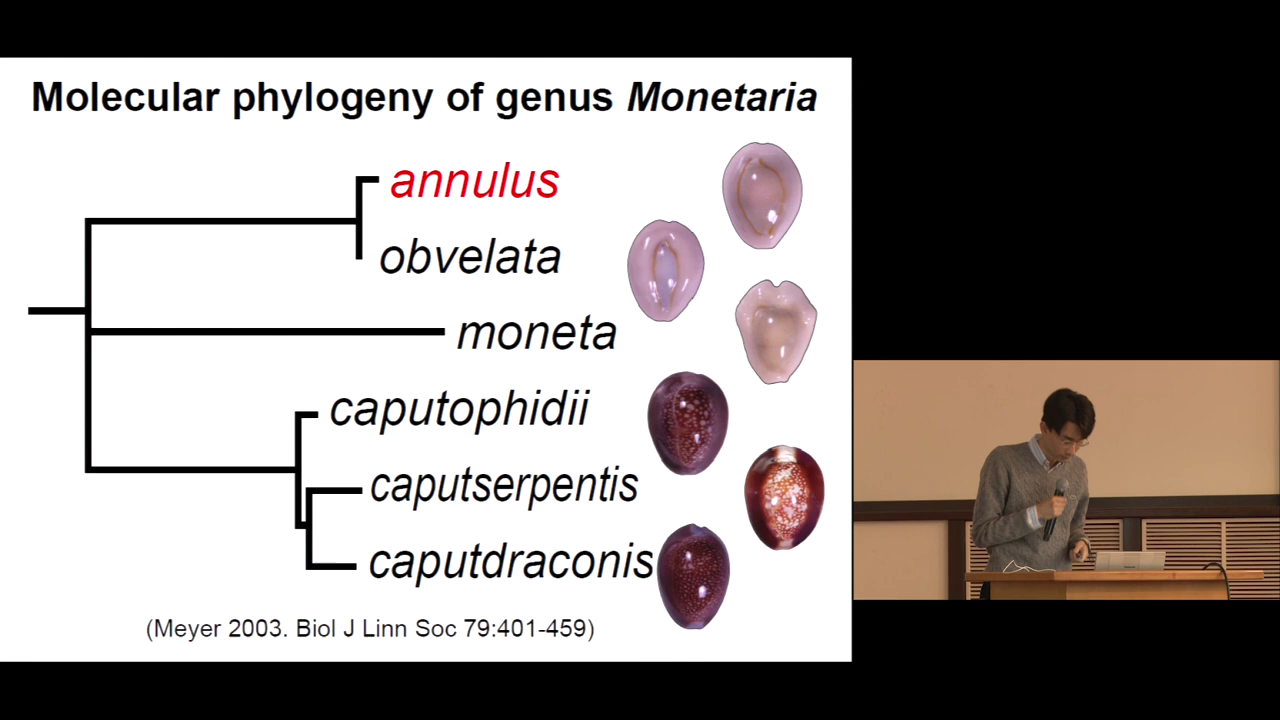 Molecular phylogeny of genus Monetaria
annulus
obvelata
moneta
caputophidii
caputserpentis
caputdraconis
(Meyer 2003. Biol J Linn Soc 79:401-459)